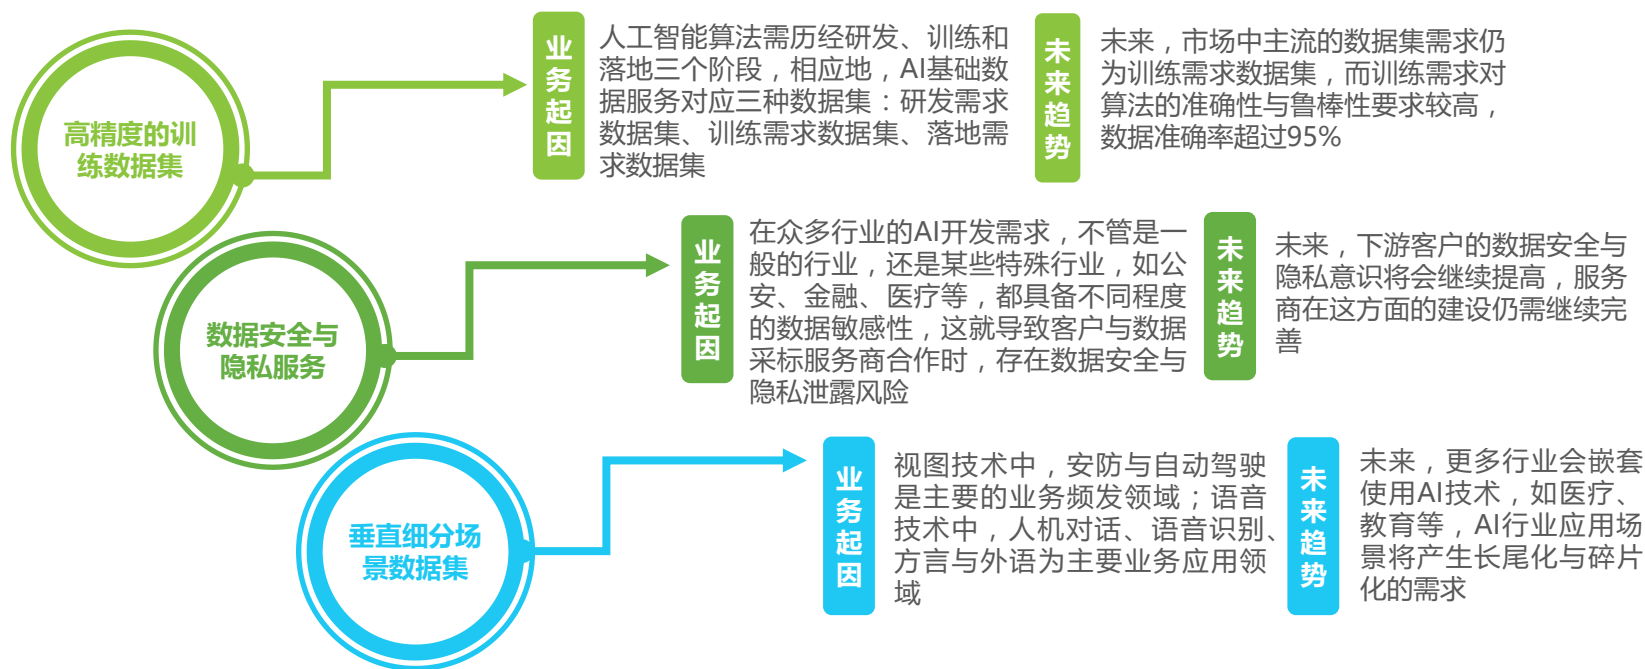 高精度的训
练数据集
业务起因
人工智能算法需历经研发、训练和
落地三个阶段，相应地，AI基础数
据服务对应三种数据集：研发需求
数据集、训练需求数据集、落地需
求数据集
未来趋势
未来，市场中主流的数据集需求仍
为训练需求数据集，而训练需求对
算法的准确性与鲁棒性要求较高，
数据准确率超过95%
数据安全与
隐私服务
业务起因
在众多行业的AI开发需求，不管是一
般的行业，还是某些特殊行业，如公
安、金融、医疗等，都具备不同程度
的数据敏感性，这就导致客户与数据
采标服务商合作时，存在数据安全与
隐私泄露风险
未来趋势
未来，下游客户的数据安全与
隐私意识将会继续提高，服务
商在这方面的建设仍需继续完
善
垂直细分场
景数据集
业务起因
视图技术中，安防与自动驾驶
是主要的业务频发领域；语音
技术中，人机对话、语音识别、
方言与外语为主要业务应用领
域
未来趋势
未来，更多行业会嵌套
使用AI技术，如医疗、
教育等，AI行业应用场
景将产生长尾化与碎片
化的需求